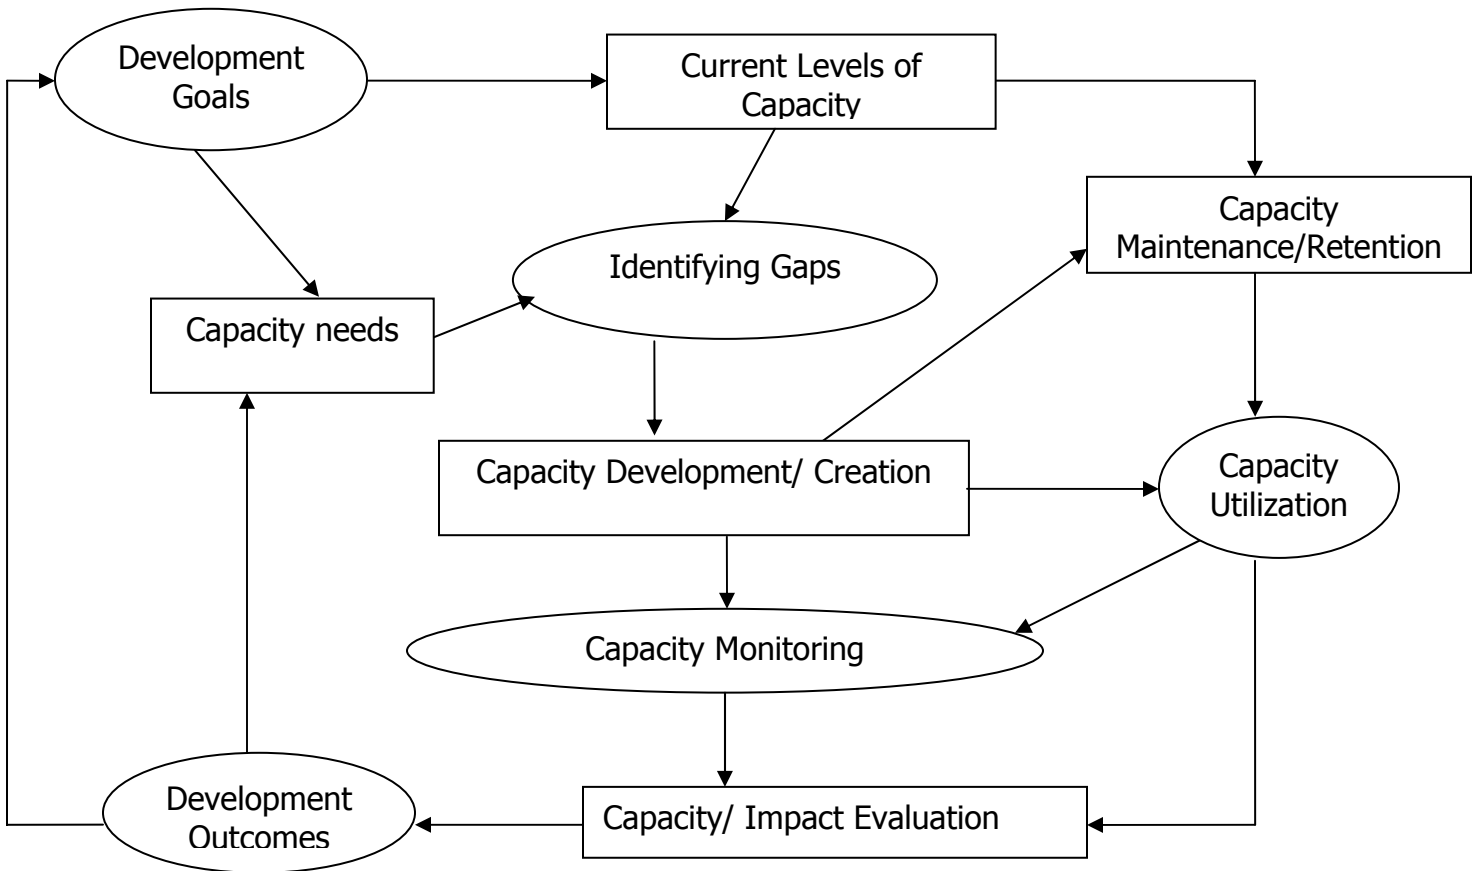 Development
Goals
Current Levels of
Capacity
Capacity
Maintenance/Retention
Identifying Gaps
Capacity needs
Capacity Development/ Creation
Capacity
Utilization
Capacity Monitoring
Development
Outcomes
Capacity/ Impact Evaluation